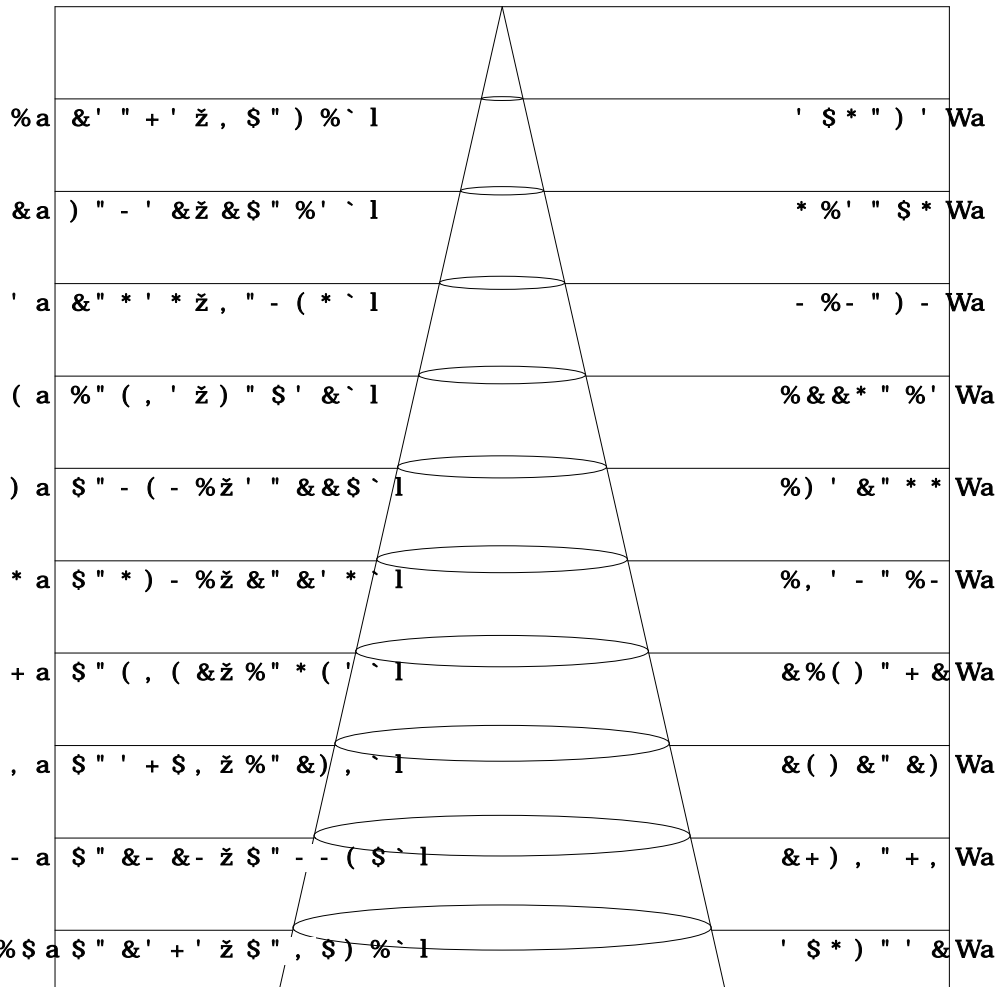 %a &'"+'ž,$")%`l '$*")'Wa
&a )"-'&ž&$"%'`l *%'"$*Wa
'a &"*'*ž,"-(*`l -%-")-Wa
(a %"(,'ž)"$'&`l %&&*"%'Wa
)a $"-(-%ž'"&&$`l %)'&"**Wa
*a $"*)-%ž&"&'*`l %,'-"%-Wa
+a $"(,(&ž%"*('`l &%()"+&Wa
,a $"'+$,ž%"&),`l &()&"&)Wa
-a $"&-&-ž$"--($`l &+),"+,Wa
%$a $"&'+'ž$",$)%`l '$*)"'&Wa